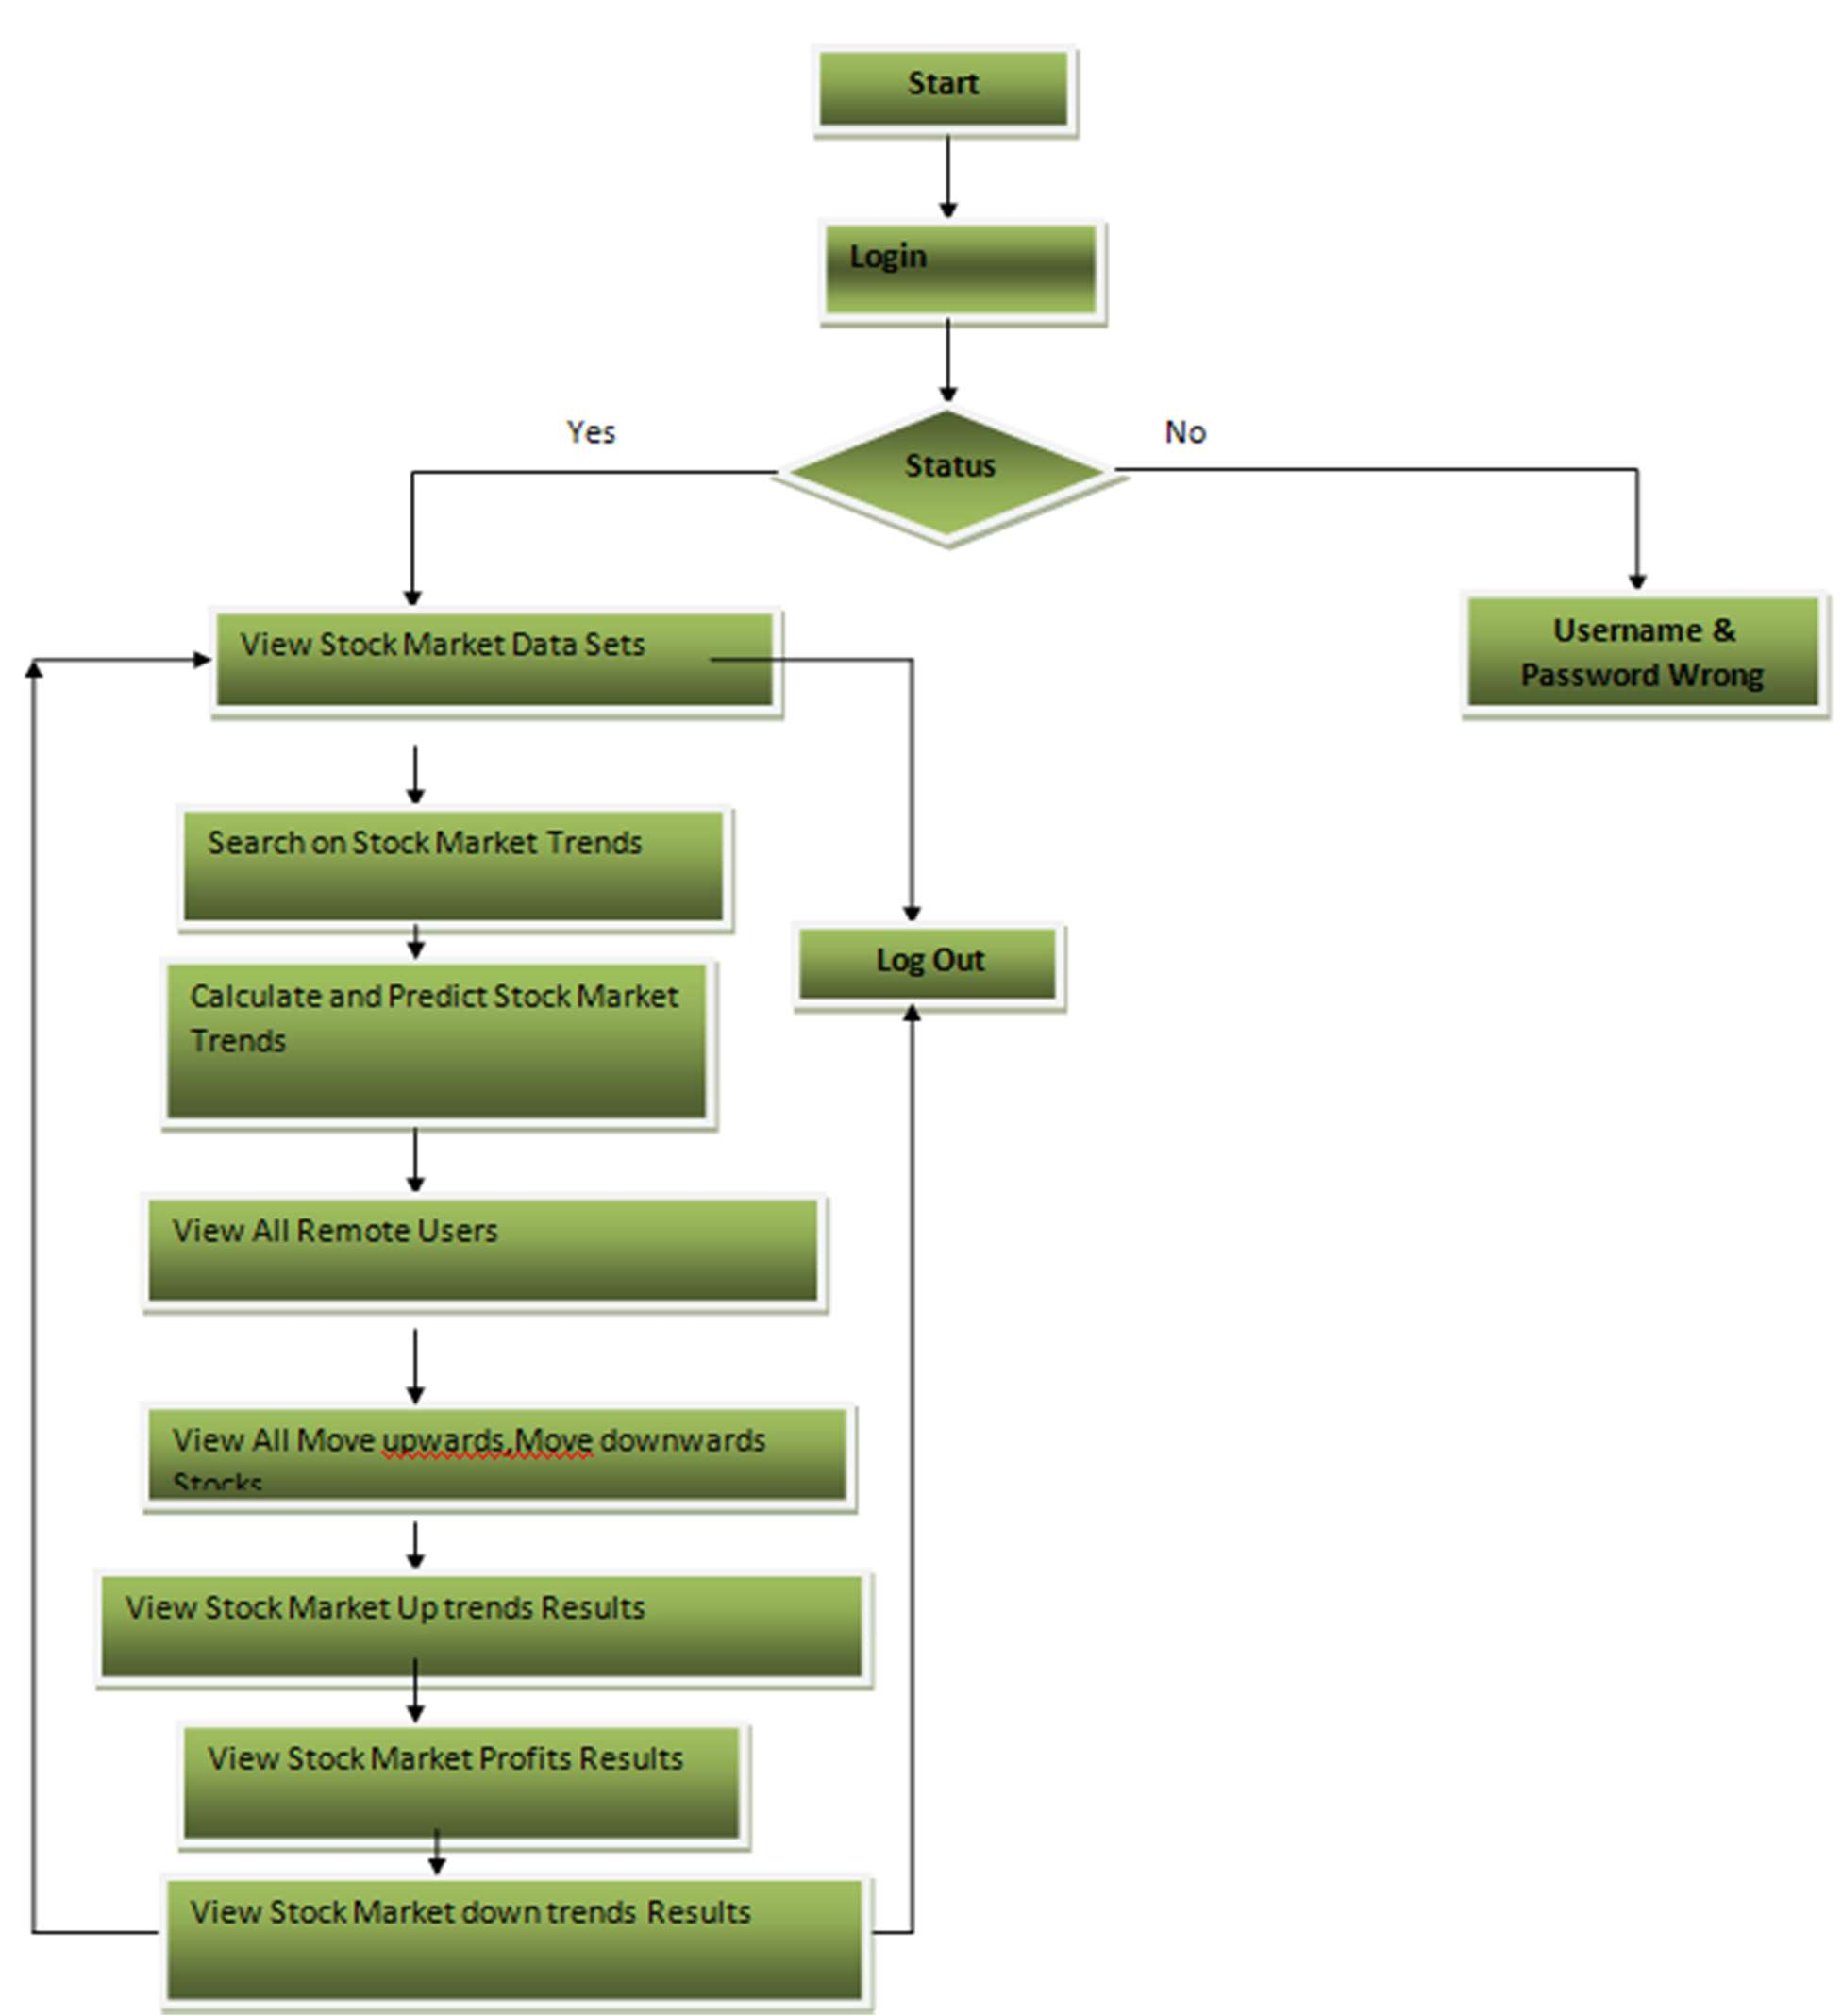 Start
Login
Yes
No
Status
View Stock Market Data Sets
Username &
Password Wrong
Search on Stock Market Trends
Log Out
Calculate and Predict Stock Market
Trends
View All Remote Users
View All Move upwards,Move downwards
Stocks
View Stock Market Up trends Results
View Stock Market Profits Results
View Stock Market down trends Results